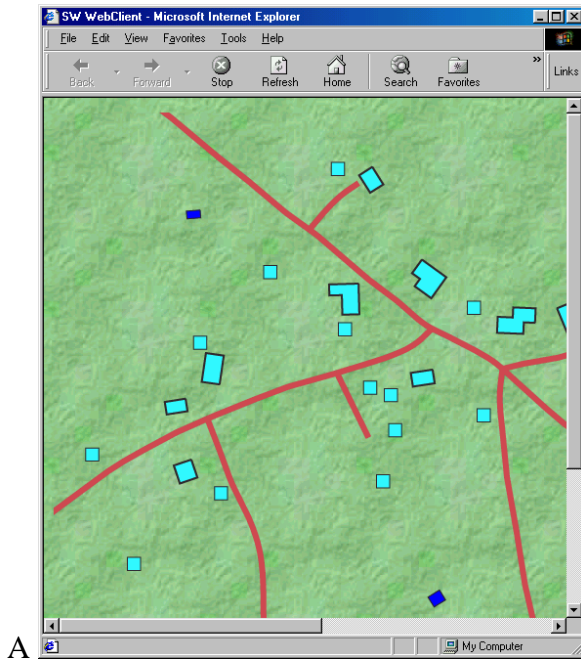 SW WebClient - Microsoft Internet Explorer
File Edit View Favorites Tools Help
Back Forward Stop Refresh Home Search Favorites » Links
My Computer
A